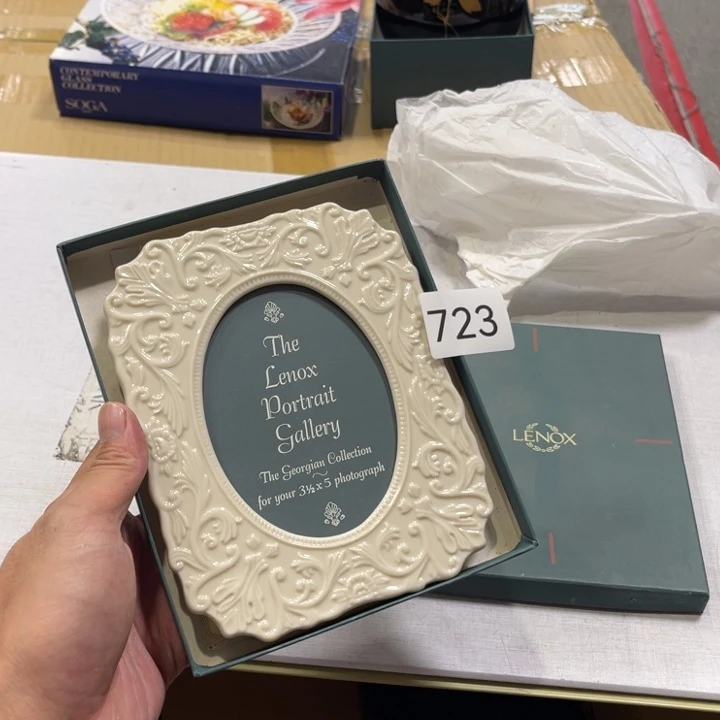 CONTEMPORARY
GLASS
COLLECTION
SOGA
723
The
Lenox
Portrait
Gallery
The Georgian Collection
~
for your 3½ x 5 photograph
LENOX